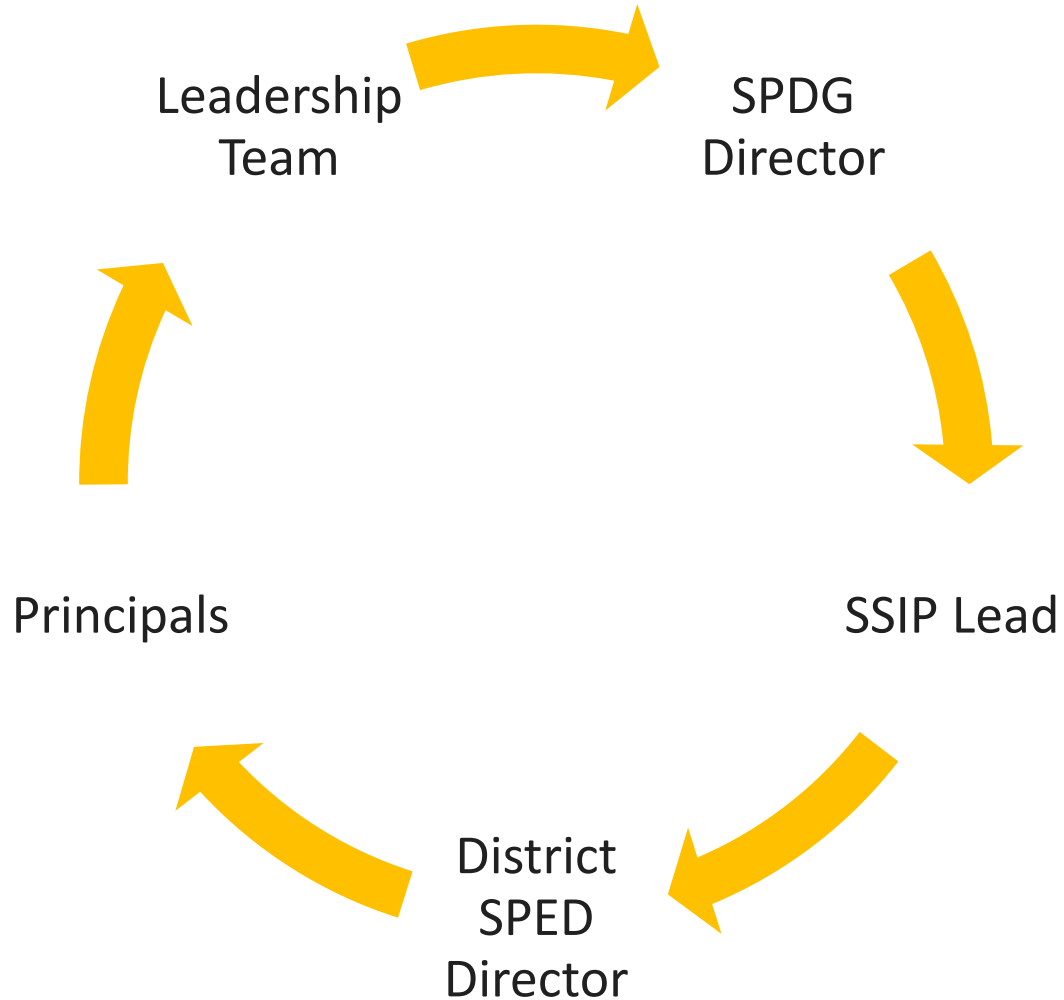 Leadership
Team
SPDG
Director
SSIP Lead
District
SPED
Director
Principals